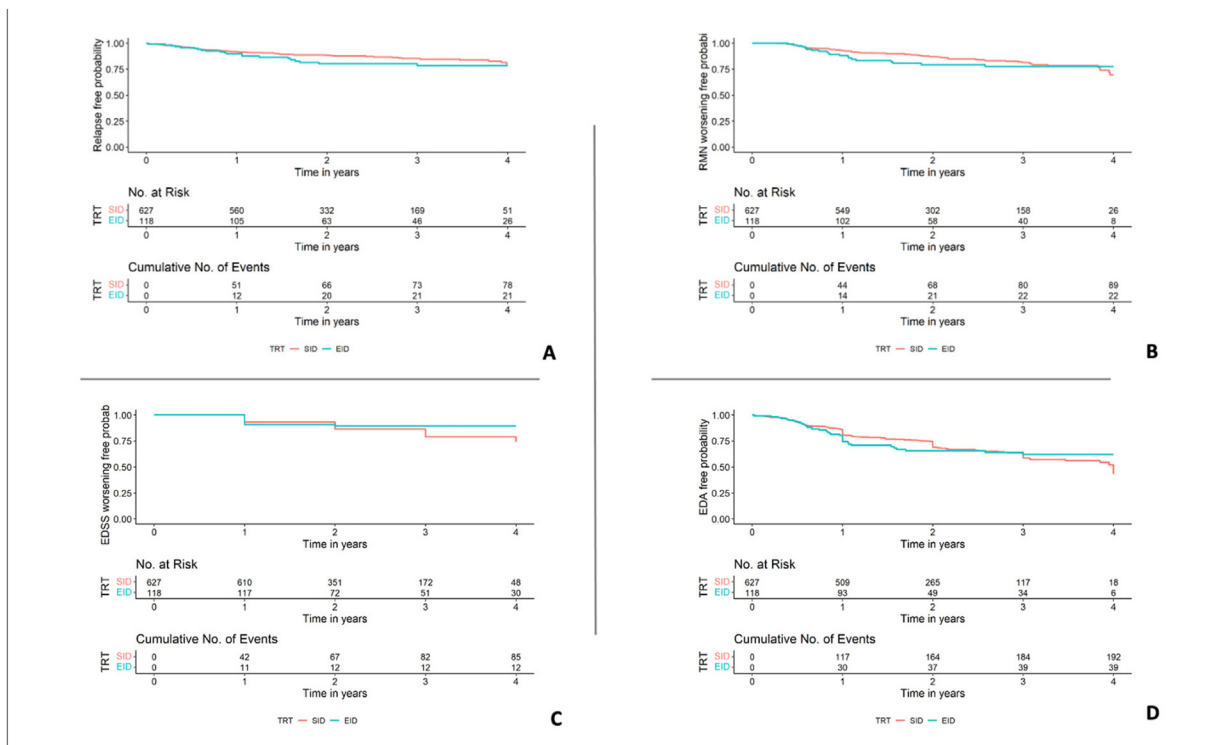 Relapse free probability
1.00
0.75
0.50
0.25
0.00
0 1 2 3 4
Time in years
No. at Risk
TRT
SID 627 560 332 169 51
EID 118 105 63 46 26
0 1 2 3 4
Time in years
Cumulative No. of Events
TRT
SID 0 51 66 73 78
EID 0 12 20 21 21
0 1 2 3 4
Time in years
TRT SID EID
A
RMN worsening free probabi
1.00
0.75
0.50
0.25
0.00
0 1 2 3 4
Time in years
No. at Risk
TRT
SID 627 549 302 158 26
EID 118 102 58 40 8
0 1 2 3 4
Time in years
Cumulative No. of Events
TRT
SID 0 44 68 80 89
EID 0 14 21 22 22
0 1 2 3 4
Time in years
TRT SID EID
B
EDSS worsening free probab
1.00
0.75
0.50
0.25
0.00
0 1 2 3 4
Time in years
No. at Risk
TRT
SID 627 610 351 172 48
EID 118 117 72 51 30
0 1 2 3 4
Time in years
Cumulative No. of Events
TRT
SID 0 42 67 82 85
EID 0 11 12 12 12
0 1 2 3 4
Time in years
TRT SID EID
C
EDA free probability
1.00
0.75
0.50
0.25
0.00
0 1 2 3 4
Time in years
No. at Risk
TRT
SID 627 509 265 117 18
EID 118 93 49 34 6
0 1 2 3 4
Time in years
Cumulative No. of Events
TRT
SID 0 117 164 184 192
EID 0 30 37 39 39
0 1 2 3 4
Time in years
TRT SID EID
D